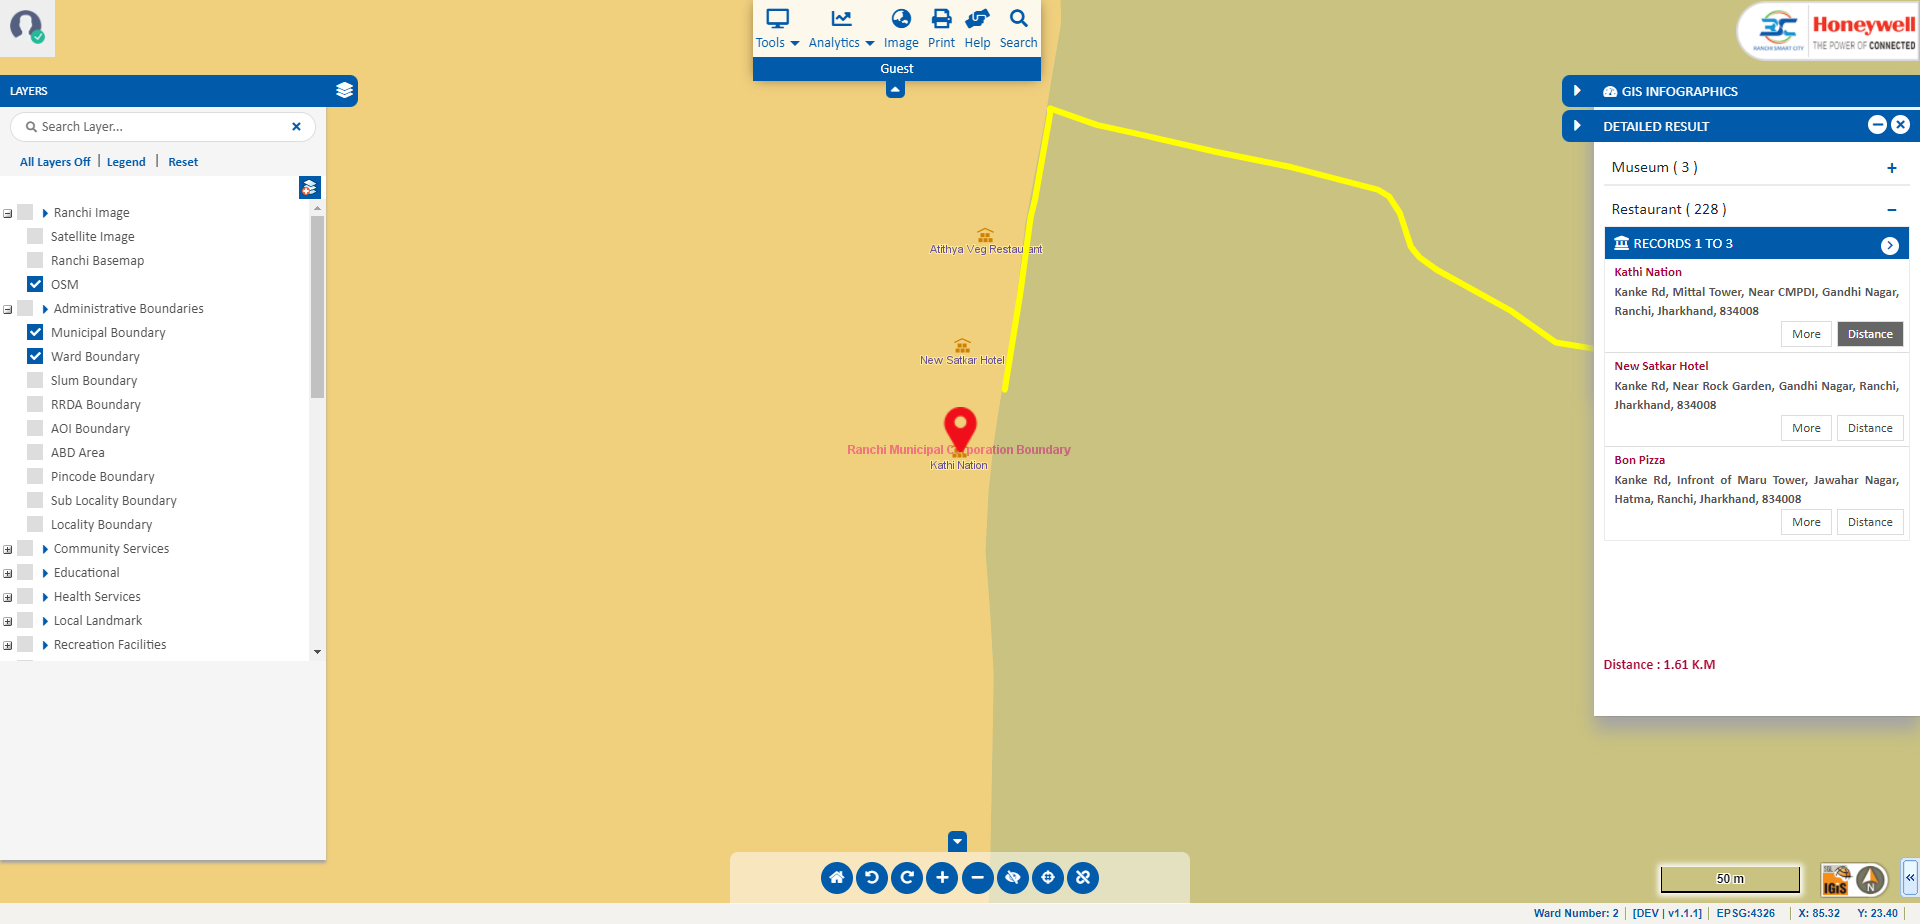 Tools
Analytics
Image
Print
Help
Search
Guest
RANCHI SMART CITY
Honeywell
THE POWER OF CONNECTED
LAYERS
Search Layer...
All Layers Off | Legend | Reset
Ranchi Image
Satellite Image
Ranchi Basemap
OSM
Administrative Boundaries
Municipal Boundary
Ward Boundary
Slum Boundary
RRDA Boundary
AOI Boundary
ABD Area
Pincode Boundary
Sub Locality Boundary
Locality Boundary
Community Services
Educational
Health Services
Local Landmark
Recreation Facilities
Atithya Veg Restaurant
New Satkar Hotel
Ranchi Municipal Corporation Boundary
Kathi Nation
GIS INFOGRAPHICS
DETAILED RESULT
Museum ( 3 )
Restaurant ( 228 )
RECORDS 1 TO 3
Kathi Nation
Kanke Rd, Mittal Tower, Near CMPDI, Gandhi Nagar,
Ranchi, Jharkhand, 834008
More Distance
New Satkar Hotel
Kanke Rd, Near Rock Garden, Gandhi Nagar, Ranchi,
Jharkhand, 834008
More Distance
Bon Pizza
Kanke Rd, Infront of Maru Tower, Jawahar Nagar,
Hatma, Ranchi, Jharkhand, 834008
More Distance
Distance : 1.61 K.M
50 m
SGL
IGiS
N
Ward Number: 2 | [DEV | v1.1.1] | EPSG:4326 | X: 85.32 Y: 23.40